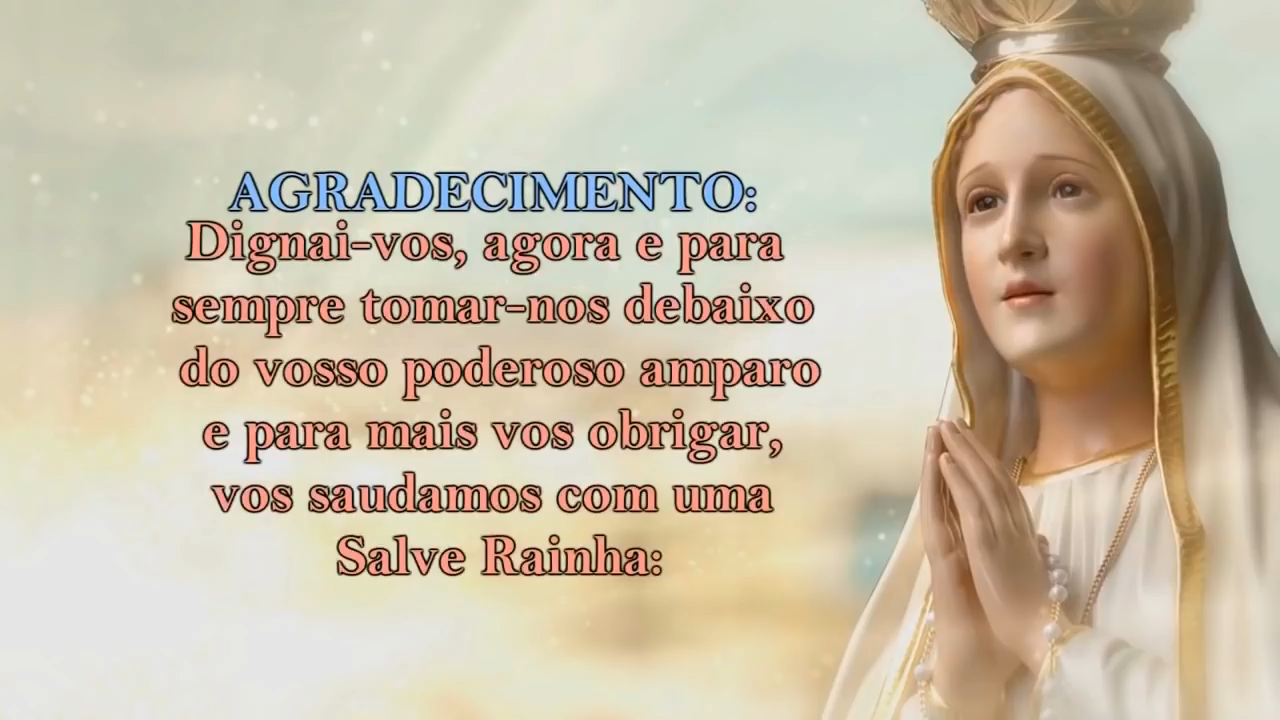 AGRADECIMENTO:
Dignai-vos, agora e para
sempre tomar-nos debaixo
do vosso poderoso amparo
e para mais vos obrigar,
vos saudamos com uma
Salve Rainha: